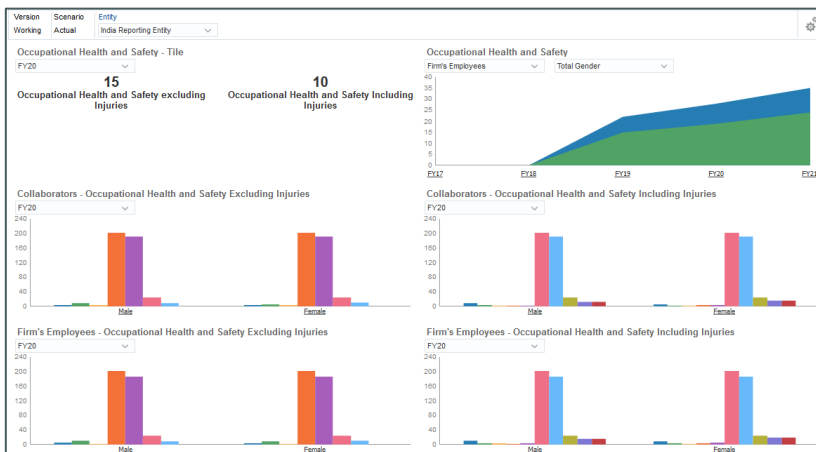 Version Scenario Entity
Working Actual India Reporting Entity
Occupational Health and Safety - Tile
FY20
15
Occupational Health and Safety excluding
Injuries
10
Occupational Health and Safety Including
Injuries
Occupational Health and Safety
Firm's Employees Total Gender
40
35
30
25
20
15
10
5
0
FY17 FY18 FY19 FY20 FY21
Collaborators - Occupational Health and Safety Excluding Injuries
FY20
240
200
160
120
80
40
0
Male Female
Collaborators - Occupational Health and Safety Including Injuries
FY20
240
200
160
120
80
40
0
Male Female
Firm's Employees - Occupational Health and Safety Excluding Injuries
FY20
240
200
160
120
80
40
0
Male Female
Firm's Employees - Occupational Health and Safety Including Injuries
FY20
240
200
160
120
80
40
0
Male Female